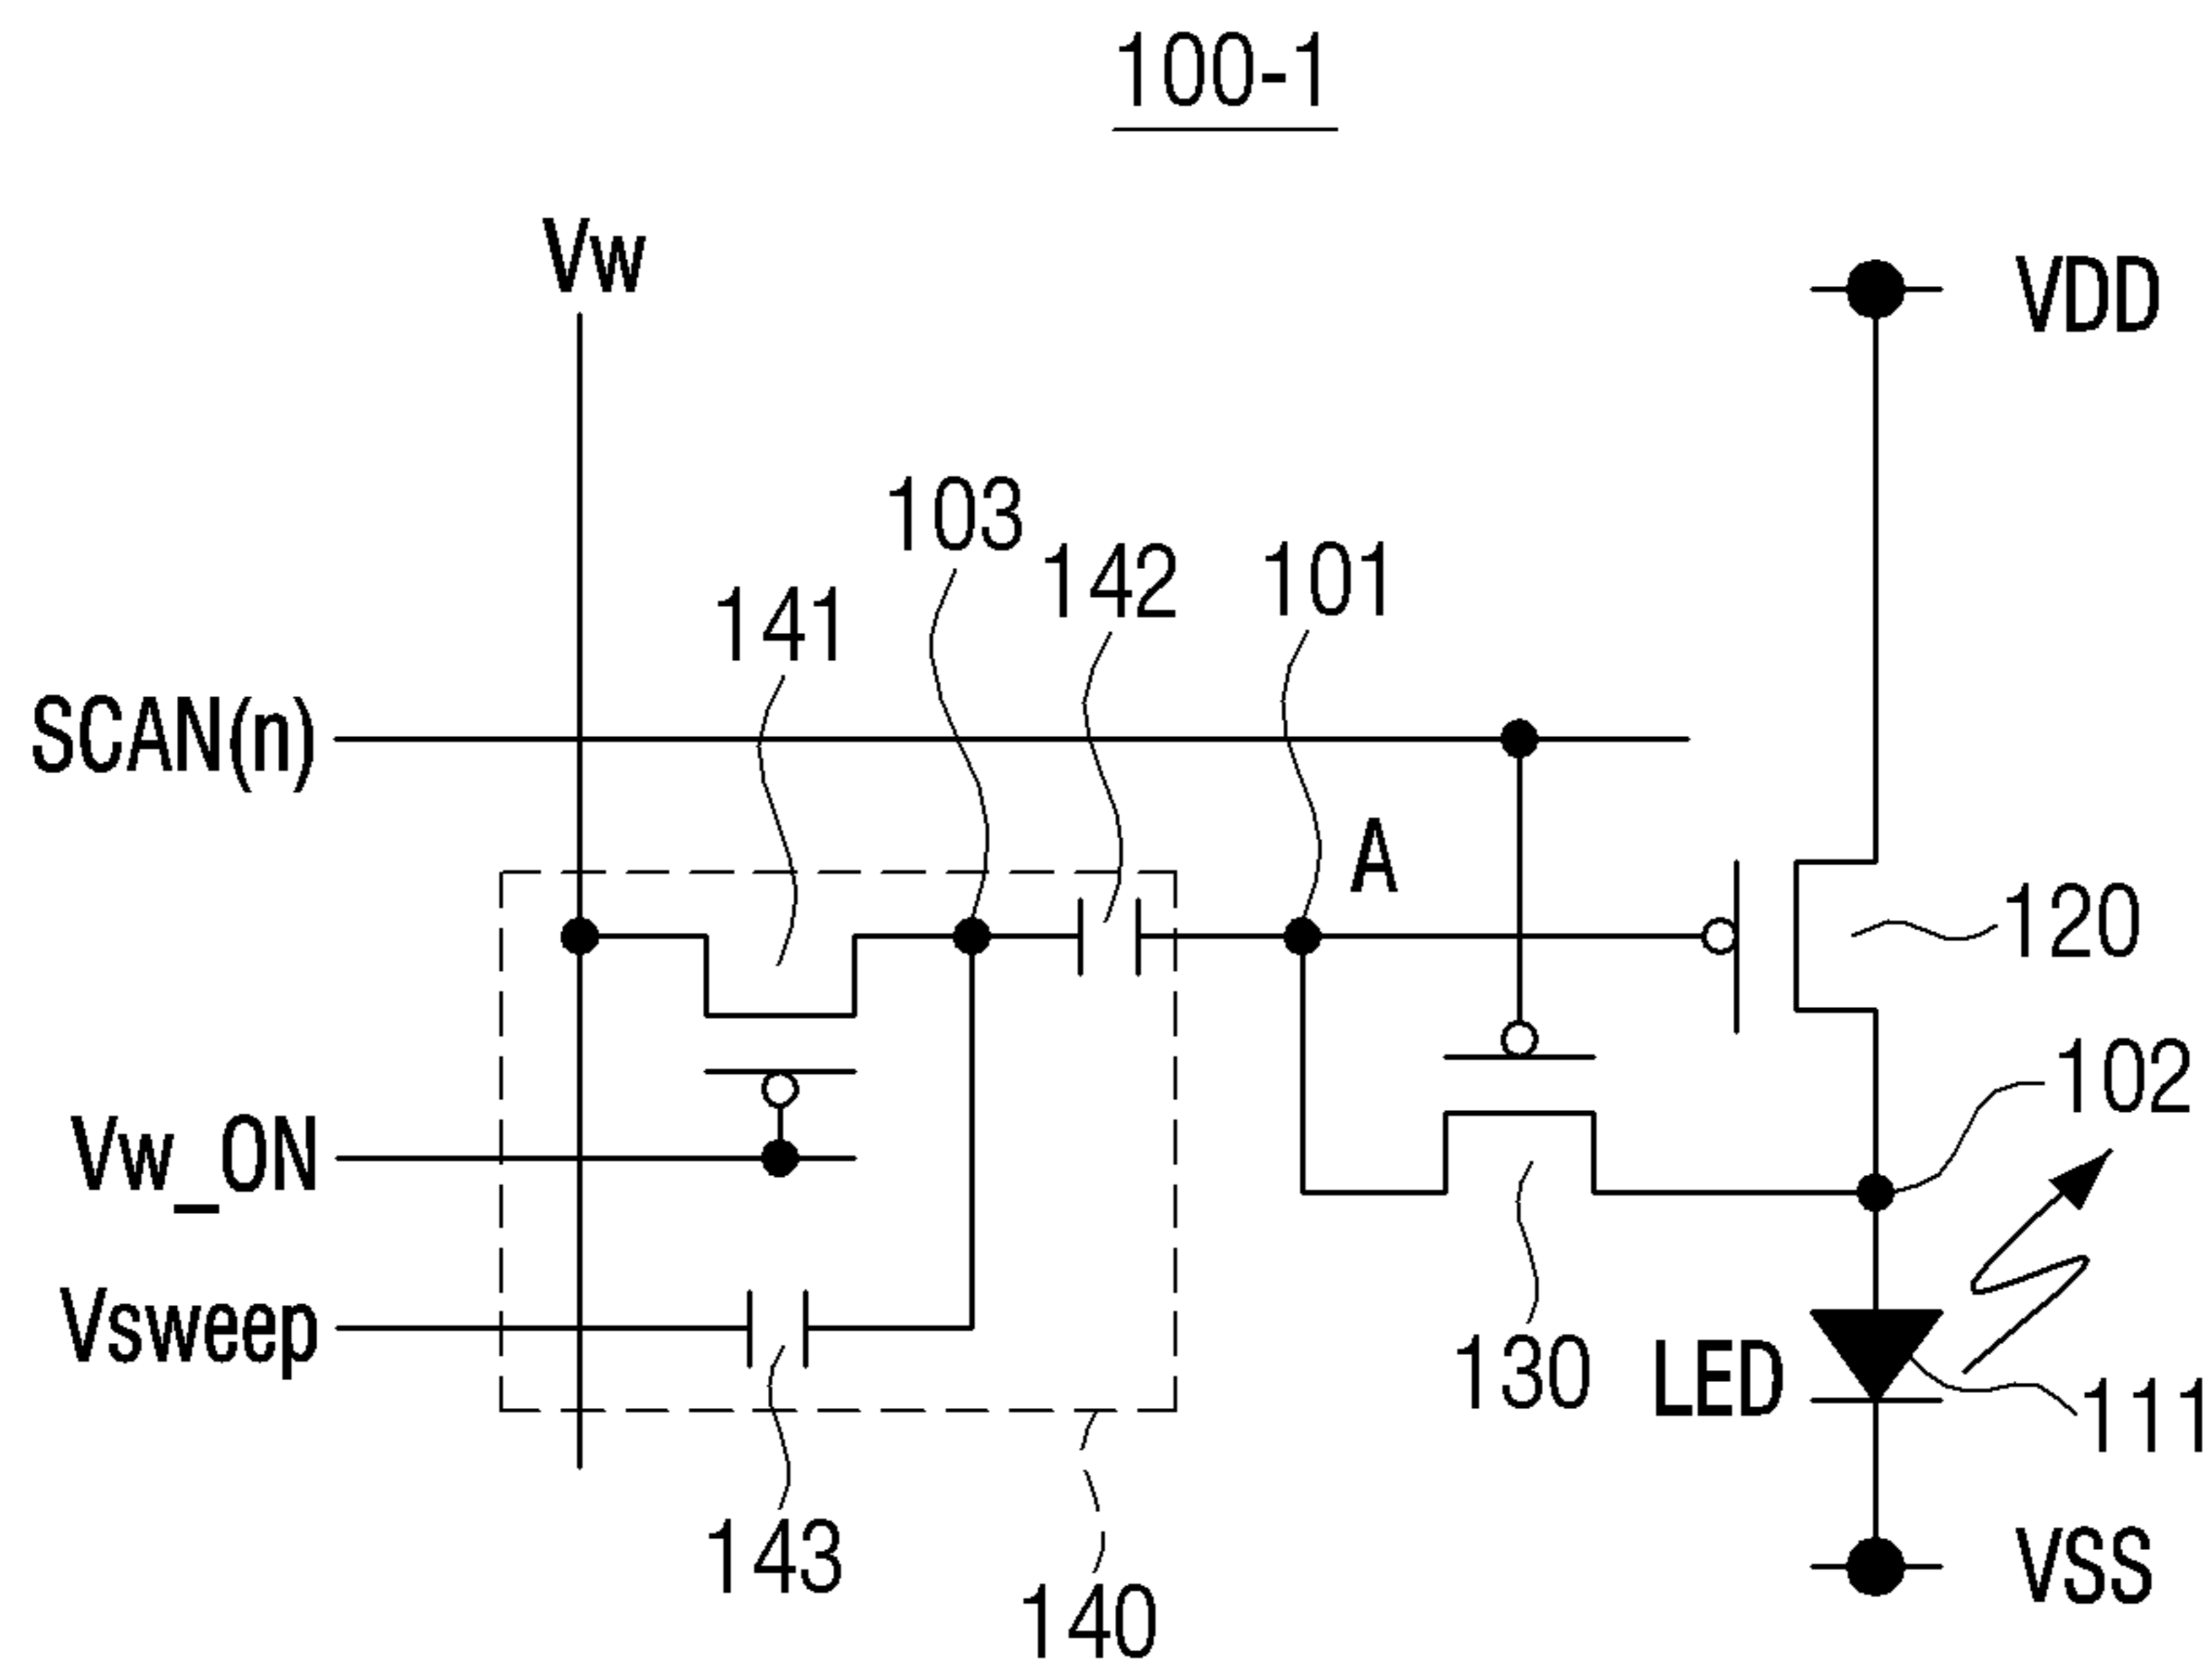 100-1
Vw
VDD
103
142
101
141
SCAN(n)
A
120
102
Vw_ON
Vsweep
130
LED
111
143
140
VSS